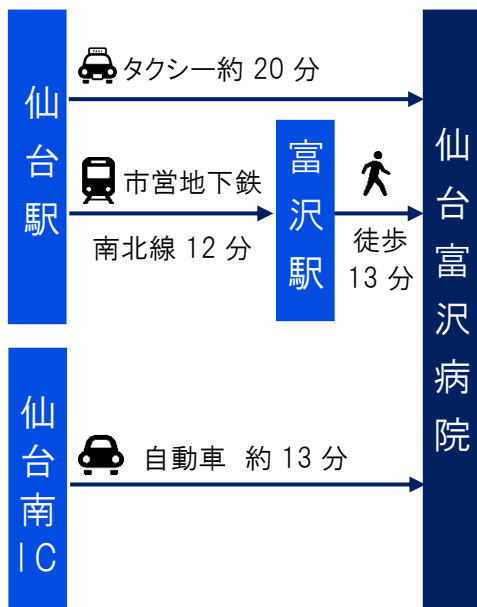 仙台駅
TAXI
タクシー約 20 分
市営地下鉄
南北線 12 分
富沢駅
徒歩
13 分
仙台富沢病院
仙台南IC
自動車 約 13 分